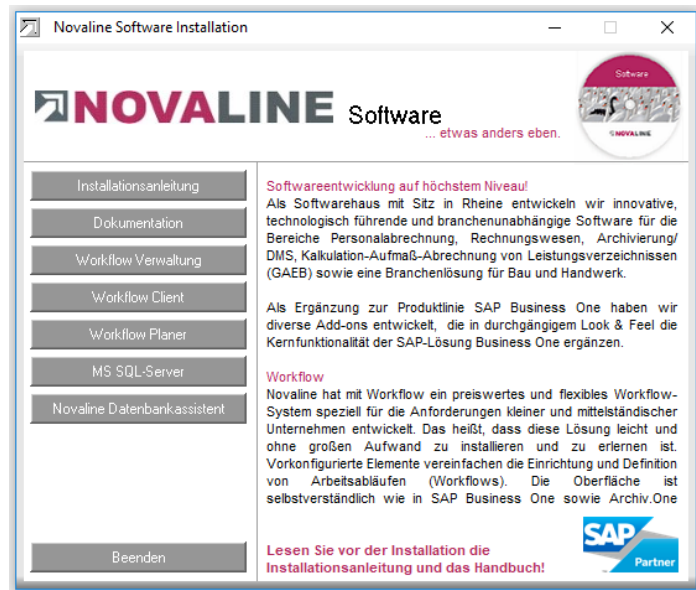 Novaline Software Installation
NOVALINE Software
... etwas anders eben.
Software
NOVALINE
Installationsanleitung
Dokumentation
Workflow Verwaltung
Workflow Client
Workflow Planer
MS SQL-Server
Novaline Datenbankassistent
Beenden
Softwareentwicklung auf höchstem Niveau!
Als Softwarehaus mit Sitz in Rheine entwickeln wir innovative,
technologisch führende und branchenunabhängige Software für die
Bereiche Personalabrechnung, Rechnungswesen, Archivierung/
DMS, Kalkulation-Aufmaß-Abrechnung von Leistungsverzeichnissen
(GAEB) sowie eine Branchenlösung für Bau und Handwerk.
Als Ergänzung zur Produktlinie SAP Business One haben wir
diverse Add-ons entwickelt, die in durchgängigem Look & Feel die
Kernfunktionalität der SAP-Lösung Business One ergänzen.
Workflow
Novaline hat mit Workflow ein preiswertes und flexibles Workflow-
System speziell für die Anforderungen kleiner und mittelständischer
Unternehmen entwickelt. Das heißt, dass diese Lösung leicht und
ohne großen Aufwand zu installieren und zu erlernen ist.
Vorkonfigurierte Elemente vereinfachen die Einrichtung und Definition
von Arbeitsabläufen (Workflows). Die Oberfläche ist
selbstverständlich wie in SAP Business One sowie Archiv.One
Lesen Sie vor der Installation die
Installationsanleitung und das Handbuch!
SAP
Partner